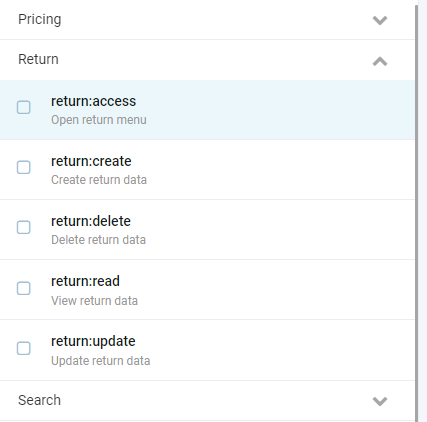 Pricing
Return
return:access
Open return menu
return:create
Create return data
return:delete
Delete return data
return:read
View return data
return:update
Update return data
Search